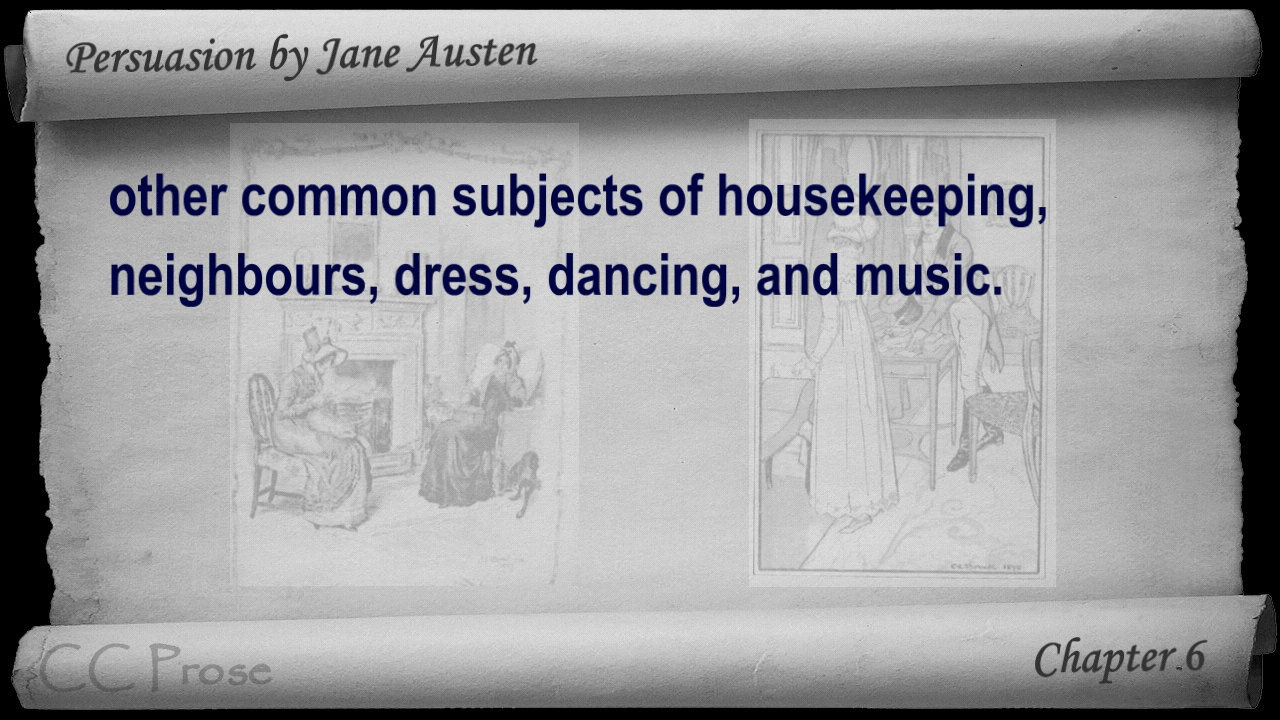 Persuasion by Jane Austen
other common subjects of housekeeping,
neighbours, dress, dancing, and music.
CC Prose
Chapter 6